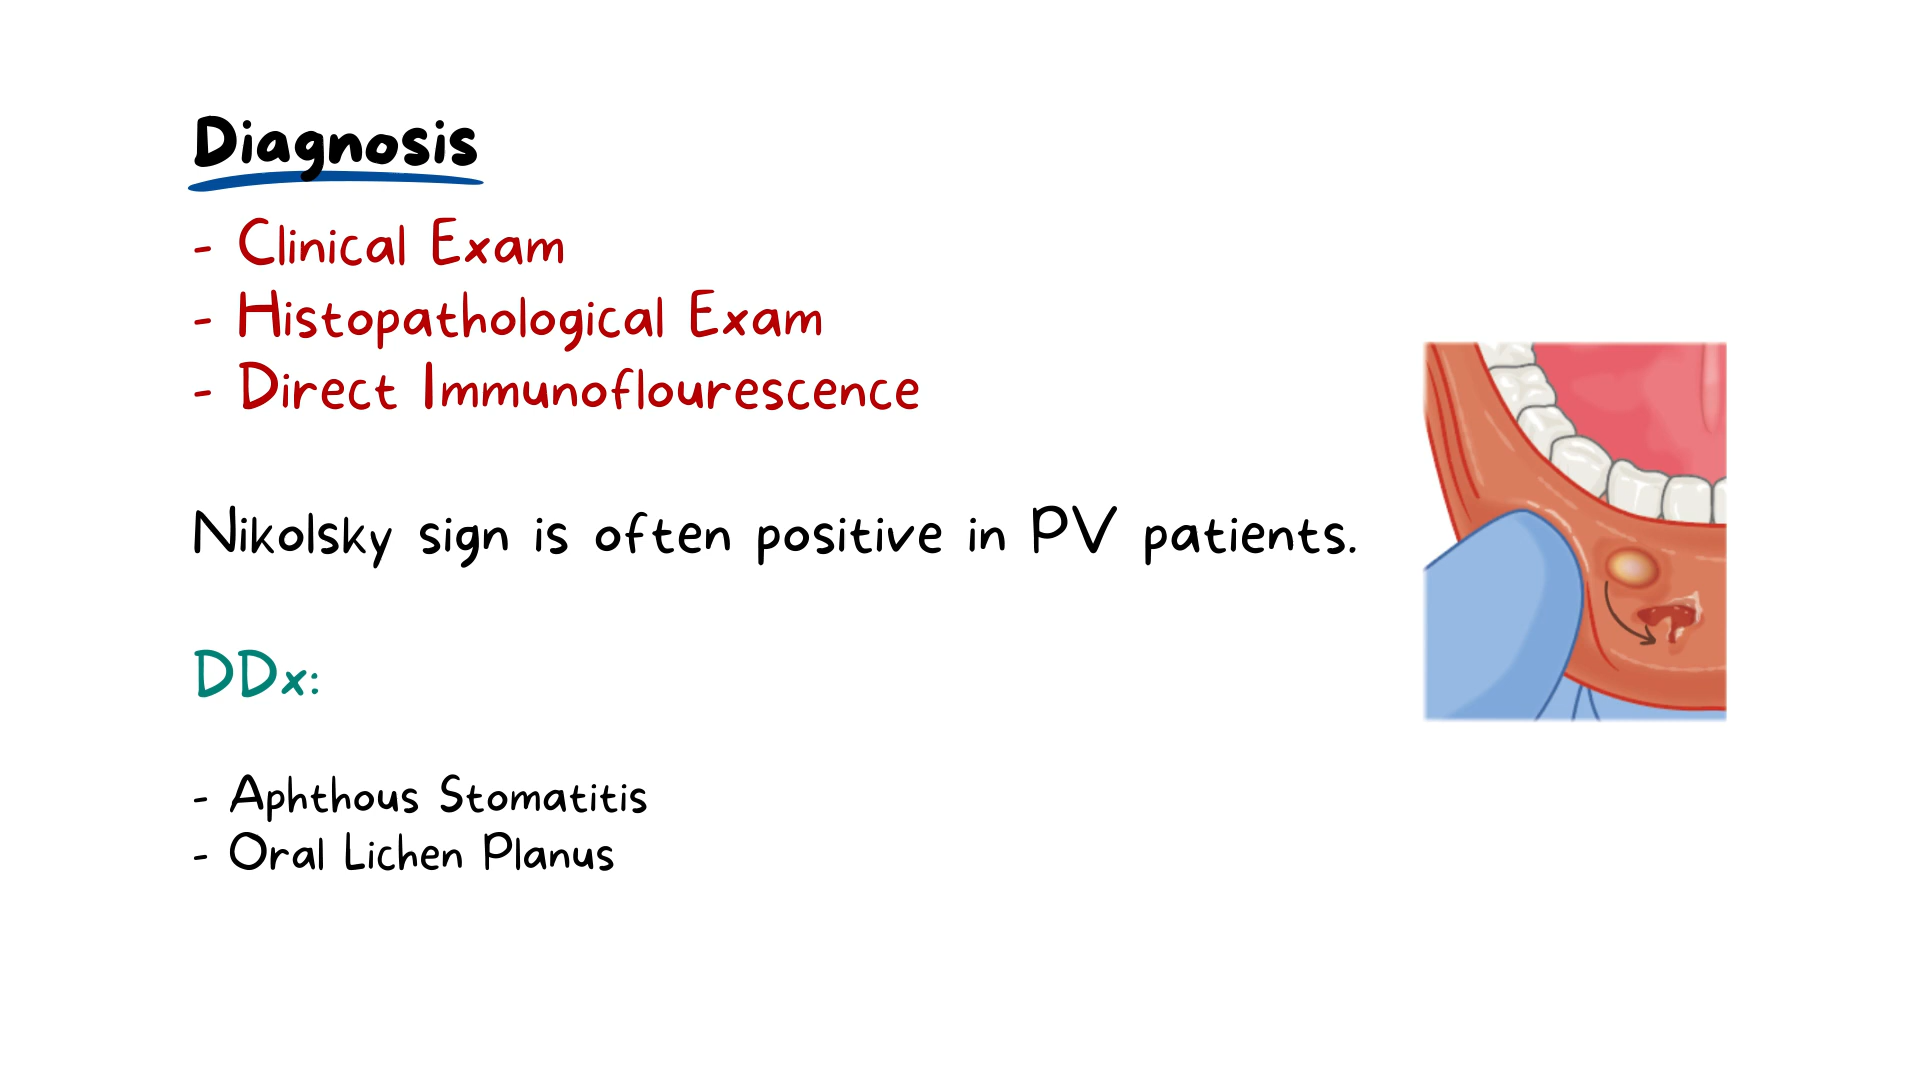 Diagnosis
- Clinical Exam
- Histopathological Exam
- Direct Immunoflourescence
Nikolsky sign is often positive in PV patients.
DDx:
- Aphthous Stomatitis
- Oral Lichen Planus